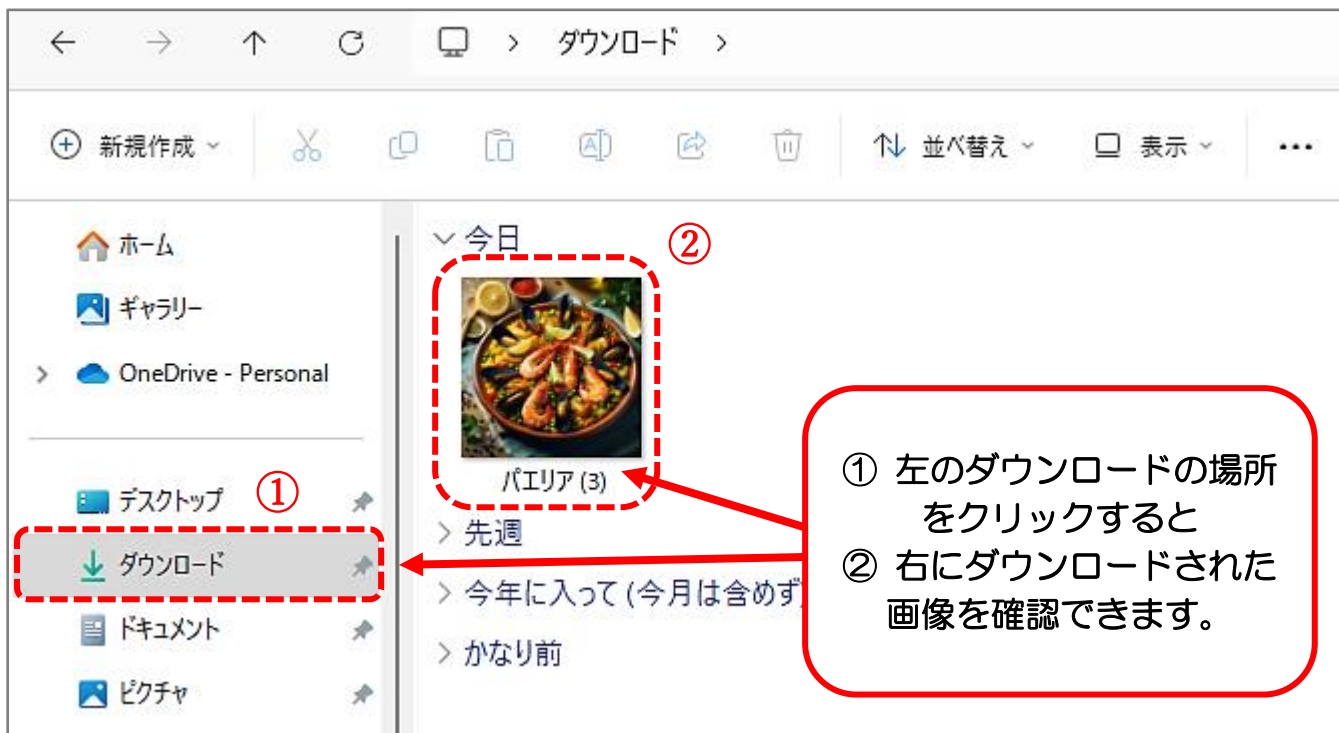 > ダウンロード >
新規作成
並べ替え
表示
...
ホーム
ギャラリー
OneDrive - Personal
デスクトップ
①
ダウンロード
ドキュメント
ピクチャ
今日
②
パエリア (3)
先週
今年に入って (今月は含めず)
かなり前
① 左のダウンロードの場所
をクリックすると
② 右にダウンロードされた
画像を確認できます。